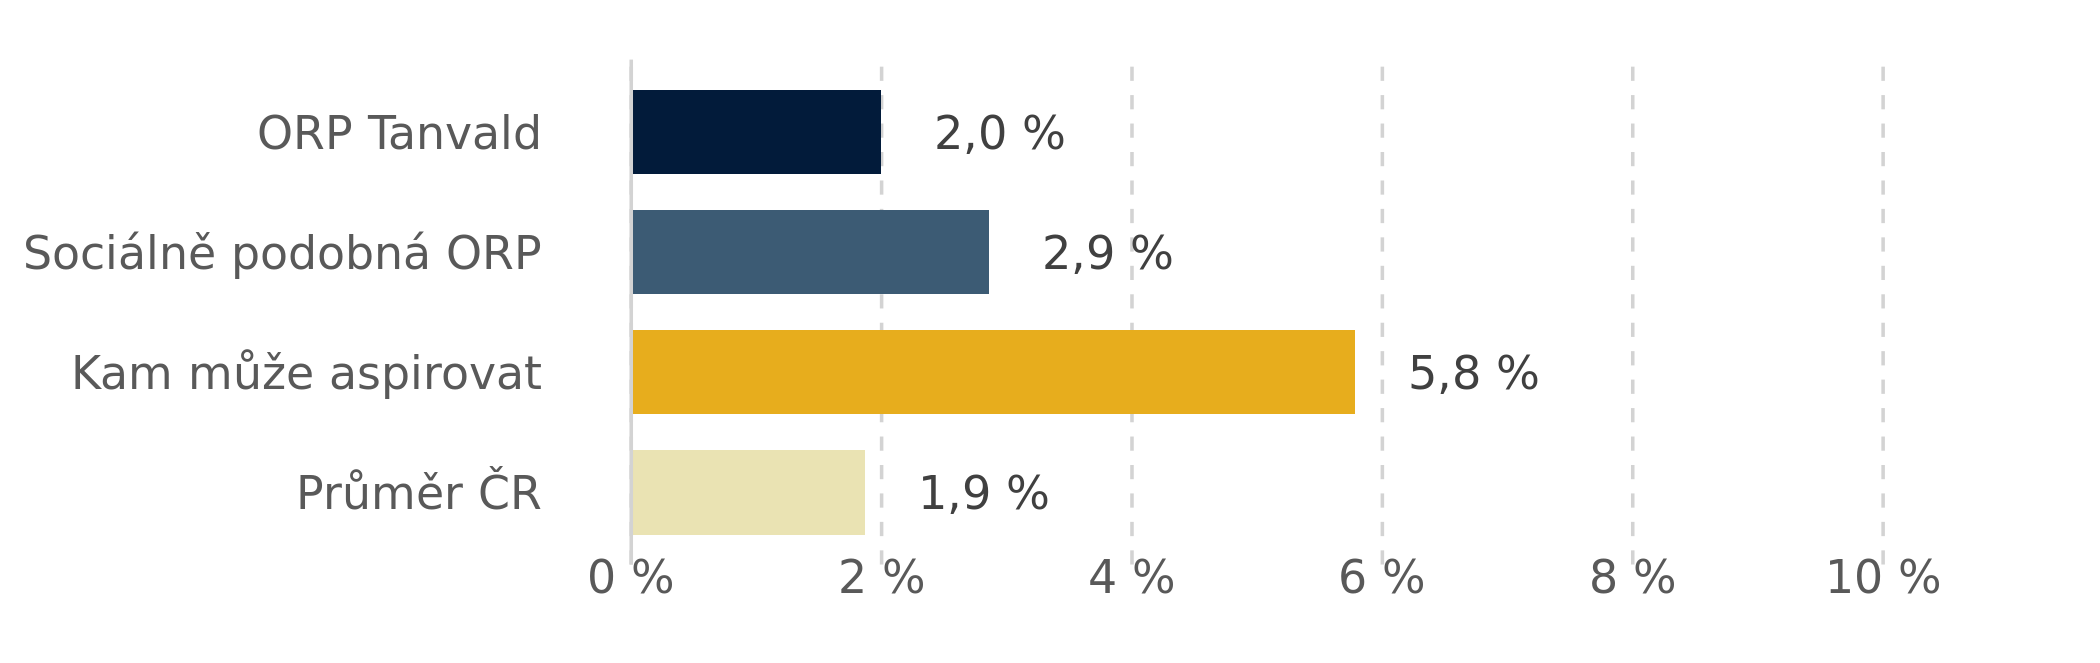 ORP Tanvald 2,0 %
Sociálně podobná ORP 2,9 %
Kam může aspirovat 5,8 %
Průměr ČR 1,9 %
0 % 2 % 4 % 6 % 8 % 10 %